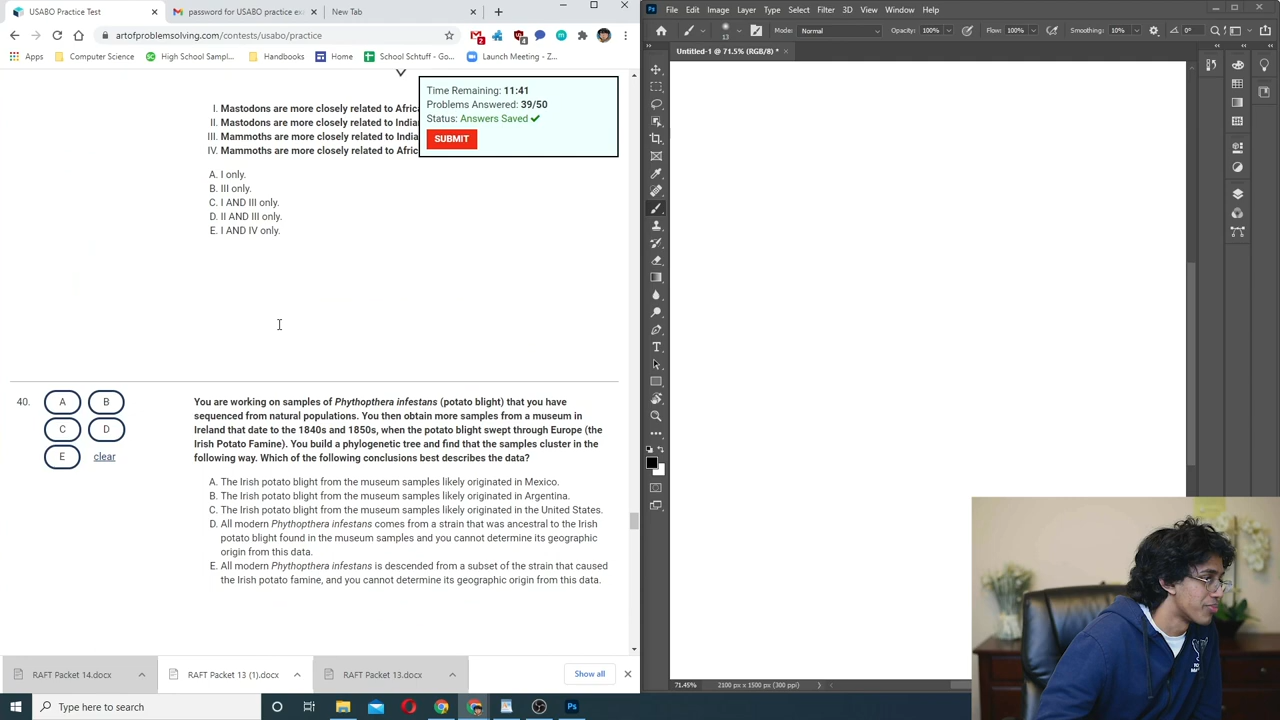 USABO Practice Test
password for USABO practice ex
New Tab
artofproblemsolving.com/contests/usabo/practice
Apps
Computer Science
High School Sampl...
Handbooks
Home
School Schtuff - Go...
Launch Meeting - Z...
Time Remaining: 11:41
Problems Answered: 39/50
Status: Answers Saved
SUBMIT
I. Mastodons are more closely related to Afric
II. Mastodons are more closely related to India
III. Mammoths are more closely related to India
IV. Mammoths are more closely related to Afric
A. I only.
B. III only.
C. I AND III only.
D. II AND III only.
E. I AND IV only.
40.
A
B
C
D
E
clear
You are working on samples of Phythopthera infestans (potato blight) that you have
sequenced from natural populations. You then obtain more samples from a museum in
Ireland that date to the 1840s and 1850s, when the potato blight swept through Europe (the
Irish Potato Famine). You build a phylogenetic tree and find that the samples cluster in the
following way. Which of the following conclusions best describes the data?
A. The Irish potato blight from the museum samples likely originated in Mexico.
B. The Irish potato blight from the museum samples likely originated in Argentina.
C. The Irish potato blight from the museum samples likely originated in the United States.
D. All modern Phythopthera infestans comes from a strain that was ancestral to the Irish
potato blight found in the museum samples and you cannot determine its geographic
origin from this data.
E. All modern Phythopthera infestans is descended from a subset of the strain that caused
the Irish potato famine, and you cannot determine its geographic origin from this data.
RAFT Packet 14.docx
RAFT Packet 13 (1).docx
RAFT Packet 13.docx
Show all
Type here to search
Ps
File Edit Image Layer Type Select Filter 3D View Window Help
13
Mode: Normal
Opacity: 100%
Flow: 100%
Smoothing: 10%
0°
Untitled-1 @ 71.5% (RGB/8) *
71.45%
2100 px x 1500 px (300 ppi)